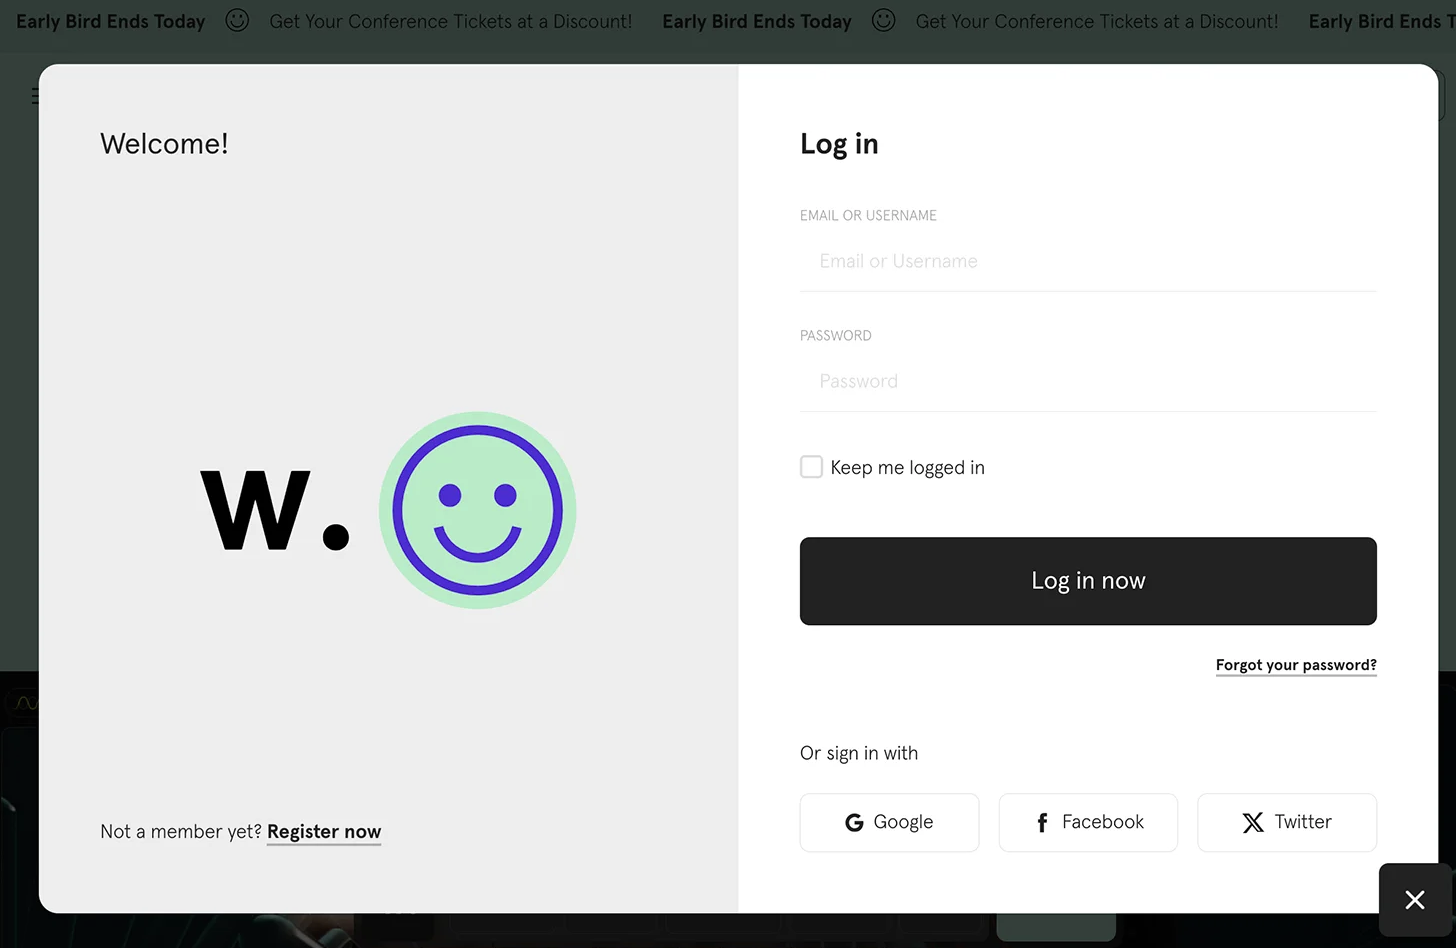 Early Bird Ends Today Get Your Conference Tickets at a Discount! Early Bird Ends Today Get Your Conference Tickets at a Discount! Early Bird Ends T
Welcome!
W.
Not a member yet? Register now
Log in
EMAIL OR USERNAME
Email or Username
PASSWORD
Password
Keep me logged in
Log in now
Forgot your password?
Or sign in with
Google
Facebook
Twitter